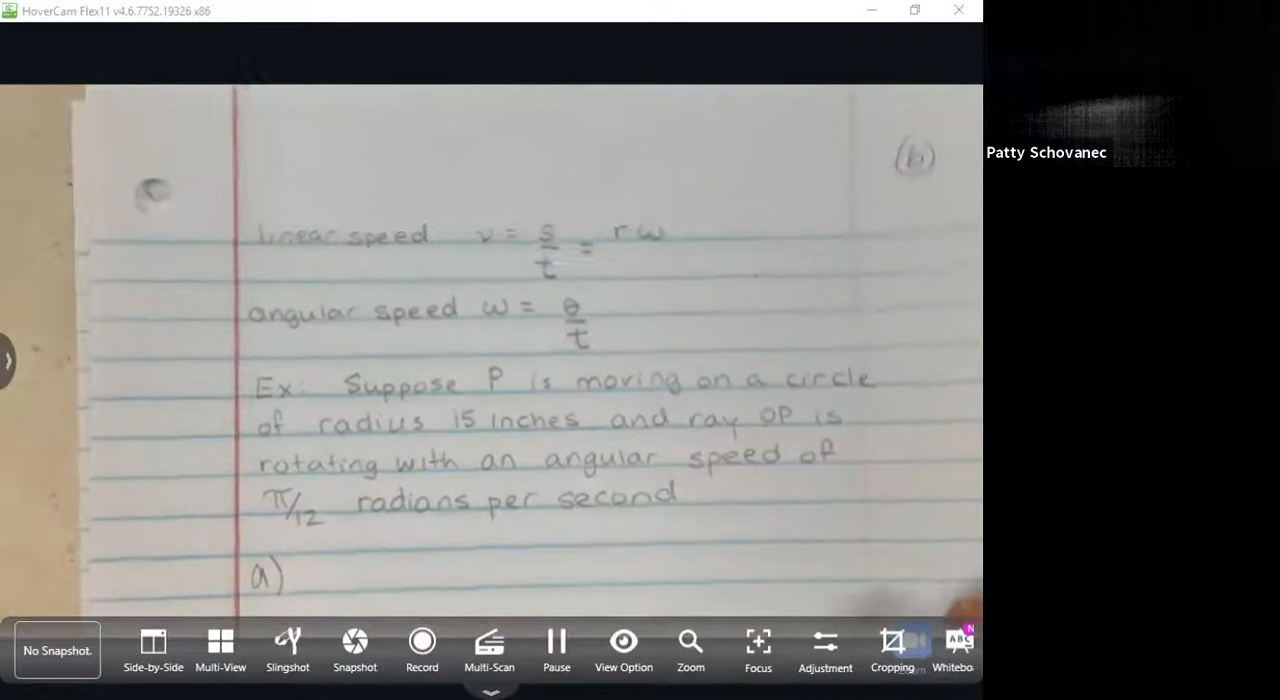 HoverCam Flex11 v4.6.7752.19326 x86
(b)
linear speed v = s/t = rω
angular speed ω = θ/t
Ex: Suppose P is moving on a circle
of radius 15 inches and ray OP is
rotating with an angular speed of
π/12 radians per second
a)
Patty Schovanec
No Snapshot.
Side-by-Side
Multi-View
Slingshot
Snapshot
Record
Multi-Scan
Pause
View Option
Zoom
Focus
Adjustment
Cropping
ABC
N
Whitebo